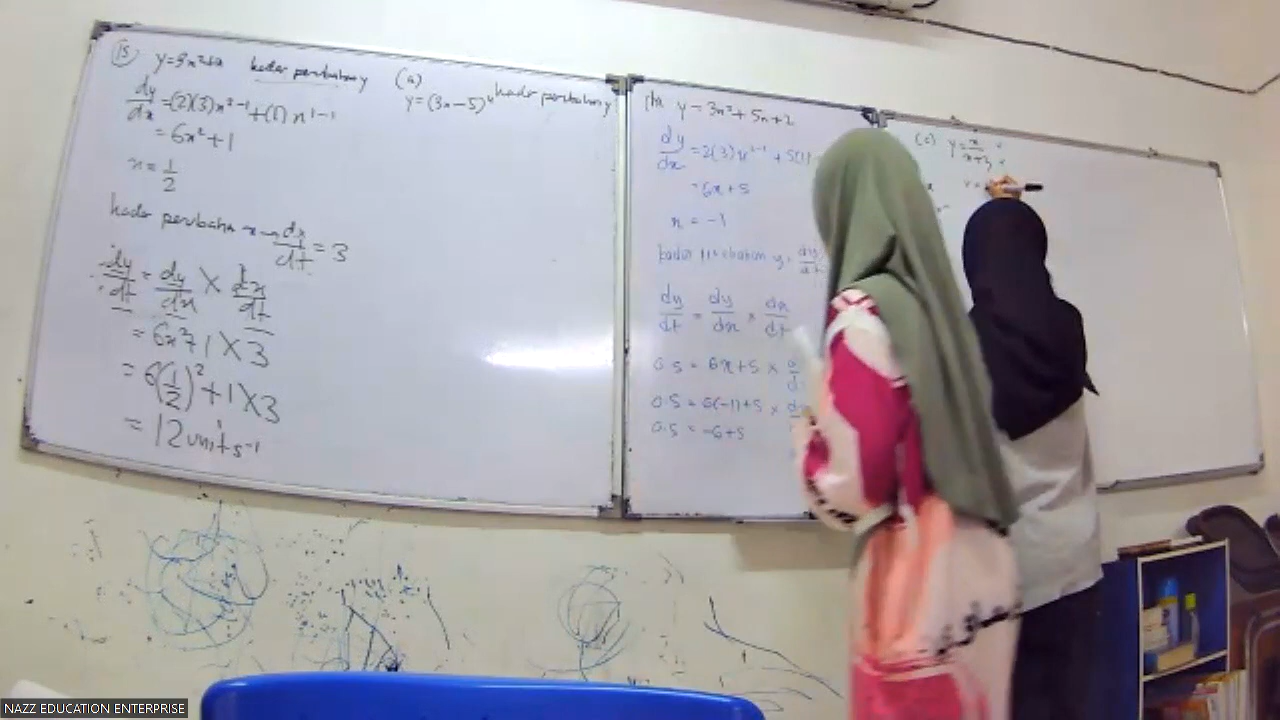 15 y=3x²+x kadar perubahan y
dy/dx = (2)(3)x²⁻¹ + (1) x¹⁻¹
= 6x² + 1
x = 1/2
kadar perubahan x → dx/dt = 3
dy/dt = dy/dx × dx/dt
= 6x²+1 × 3
= 6(1/2)² + 1 × 3
= 12 unit s⁻¹
(a) kadar perubahan y
y = (3x-5)⁴
y = 3x² + 5x + 2
dy/dx = 2(3)x²⁻¹ + 5(1)
= 6x + 5
x = -1
kadar perubahan y = dy/dt
dy/dt = dy/dx × dx/dt
0.5 = 6x+5 ×
0.5 = 6(-1)+5 ×
0.5 = -6+5
(c) y = x/x+3
NAZZ EDUCATION ENTERPRISE